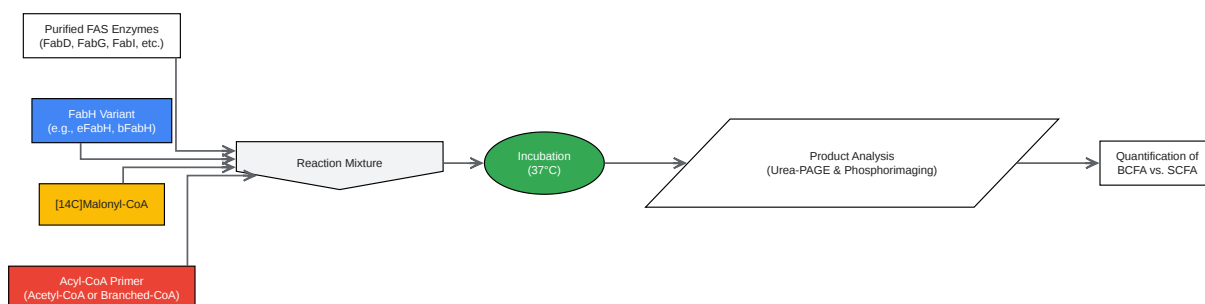 Purified FAS Enzymes
(FabD, FabG, FabI, etc.)
FabH Variant
(e.g., eFabH, bFabH)
[14C]Malonyl-CoA
Acyl-CoA Primer
(Acetyl-CoA or Branched-CoA)
Reaction Mixture
Incubation
(37°C)
Product Analysis
(Urea-PAGE & Phosphorimaging)
Quantification of
BCFA vs. SCFA